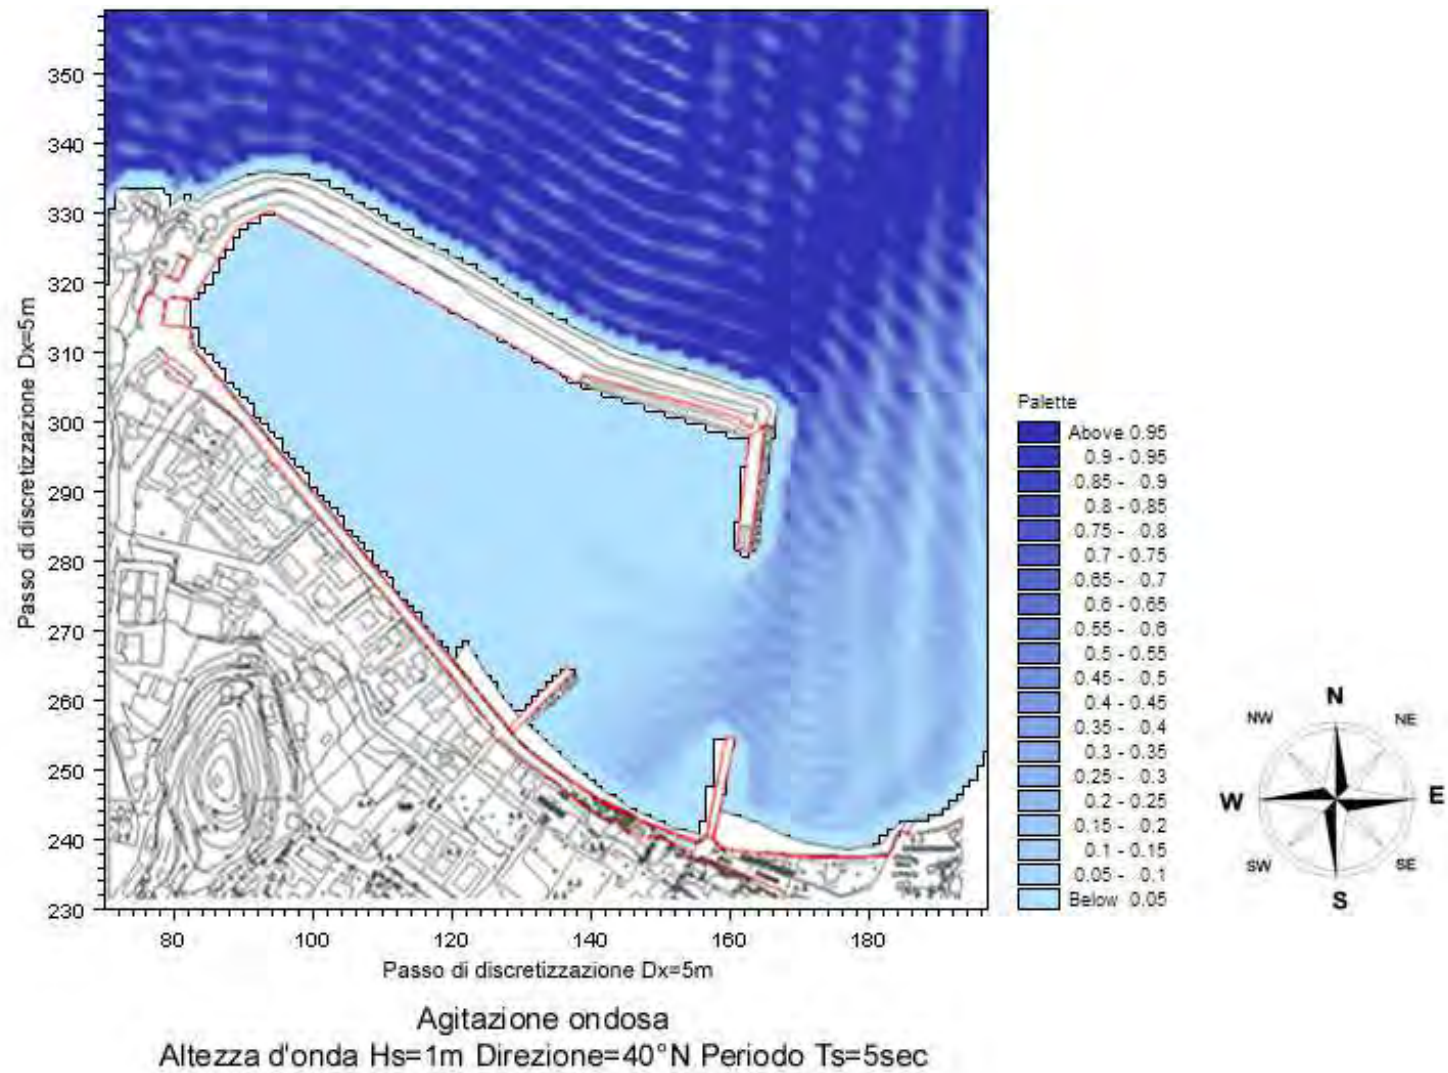 350
340
330
320
310
300
290
280
270
260
250
240
230
Passo di discretizzazione Dx=5m
80 100 120 140 160 180
Passo di discretizzazione Dx=5m
Palette
Above 0.95
0.9 - 0.95
0.85 - 0.9
0.8 - 0.85
0.75 - 0.8
0.7 - 0.75
0.65 - 0.7
0.6 - 0.65
0.55 - 0.6
0.5 - 0.55
0.45 - 0.5
0.4 - 0.45
0.35 - 0.4
0.3 - 0.35
0.25 - 0.3
0.2 - 0.25
0.15 - 0.2
0.1 - 0.15
0.05 - 0.1
Below 0.05
N
NW NE
W E
SW SE
S
Agitazione ondosa
Altezza d'onda Hs=1m Direzione=40°N Periodo Ts=5sec